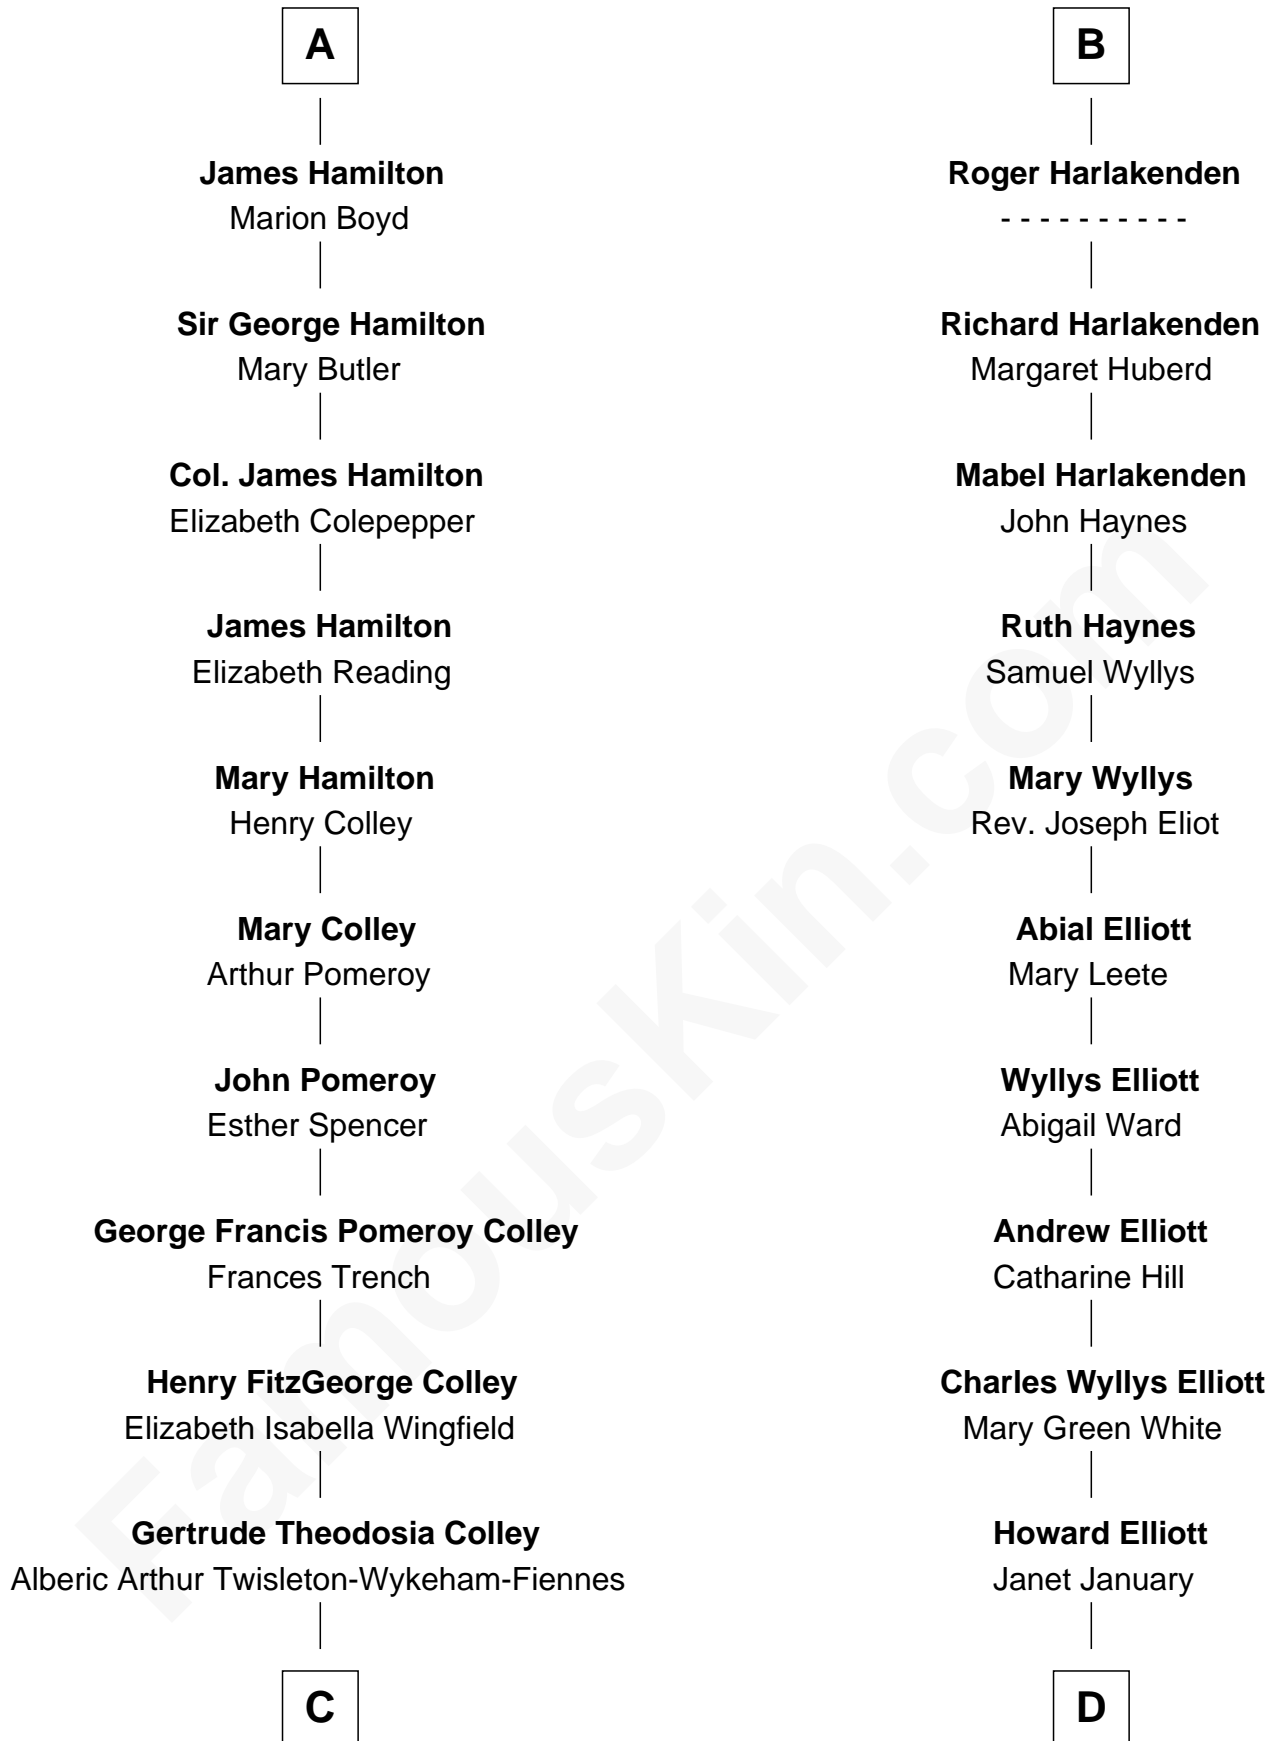 A
James Hamilton
Marion Boyd
Sir George Hamilton
Mary Butler
Col. James Hamilton
Elizabeth Colepepper
James Hamilton
Elizabeth Reading
Mary Hamilton
Henry Colley
Mary Colley
Arthur Pomeroy
John Pomeroy
Esther Spencer
George Francis Pomeroy Colley
Frances Trench
Henry FitzGeorge Colley
Elizabeth Isabella Wingfield
Gertrude Theodosia Colley
Alberic Arthur Twisleton-Wykeham-Fiennes
C
B
Roger Harlakenden
- - - - - - - - - -
Richard Harlakenden
Margaret Huberd
Mabel Harlakenden
John Haynes
Ruth Haynes
Samuel Wyllys
Mary Wyllys
Rev. Joseph Eliot
Abial Elliott
Mary Leete
Wyllys Elliott
Abigail Ward
Andrew Elliott
Catharine Hill
Charles Wyllys Elliott
Mary Green White
Howard Elliott
Janet January
D
FamousKin.com